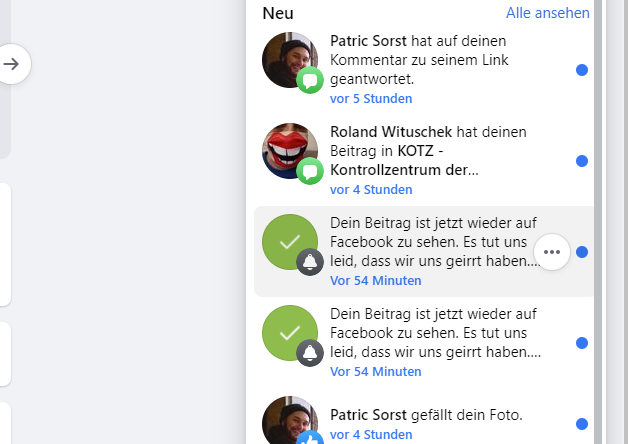 Neu Alle ansehen
Patric Sorst hat auf deinen
Kommentar zu seinem Link
geantwortet.
vor 5 Stunden
Roland Wituschek hat deinen
Beitrag in KOTZ -
Kontrollzentrum der...
vor 4 Stunden
Dein Beitrag ist jetzt wieder auf
Facebook zu sehen. Es tut uns
leid, dass wir uns geirrt haben....
Vor 54 Minuten
Dein Beitrag ist jetzt wieder auf
Facebook zu sehen. Es tut uns
leid, dass wir uns geirrt haben....
Vor 54 Minuten
Patric Sorst gefällt dein Foto.
vor 4 Stunden